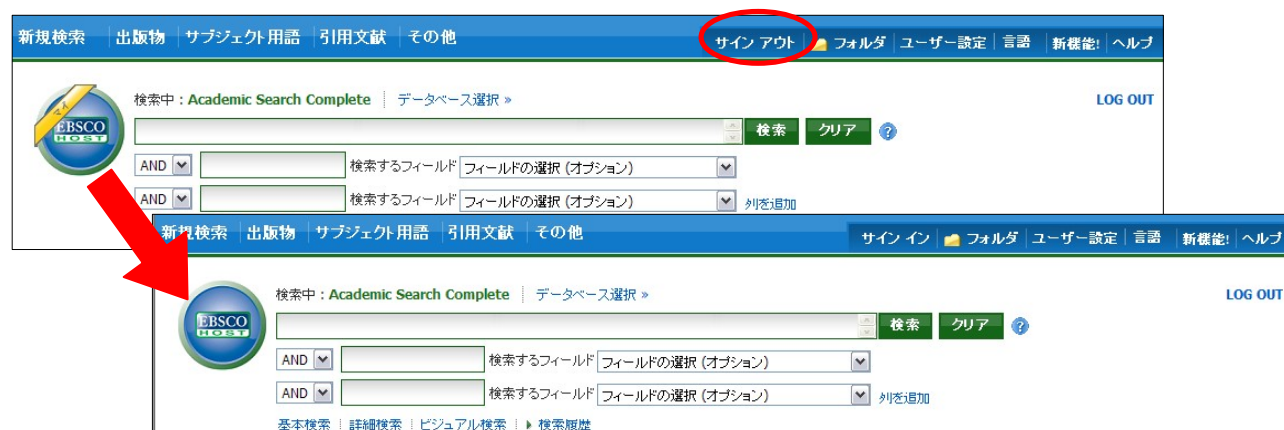 新規検索 出版物 サブジェクト用語 引用文献 その他 サイン アウト フォルダ ユーザー設定 言語 新機能! ヘルプ
マイ
EBSCO
HOST
検索中 : Academic Search Complete データベース選択 » LOG OUT
検索 クリア ?
AND 検索するフィールド フィールドの選択 (オプション)
AND 検索するフィールド フィールドの選択 (オプション) 列を追加
新規検索 出版物 サブジェクト用語 引用文献 その他 サイン イン フォルダ ユーザー設定 言語 新機能! ヘルプ
EBSCO
HOST
検索中 : Academic Search Complete データベース選択 » LOG OUT
検索 クリア ?
AND 検索するフィールド フィールドの選択 (オプション)
AND 検索するフィールド フィールドの選択 (オプション) 列を追加
基本検索 詳細検索 ビジュアル検索 検索履歴